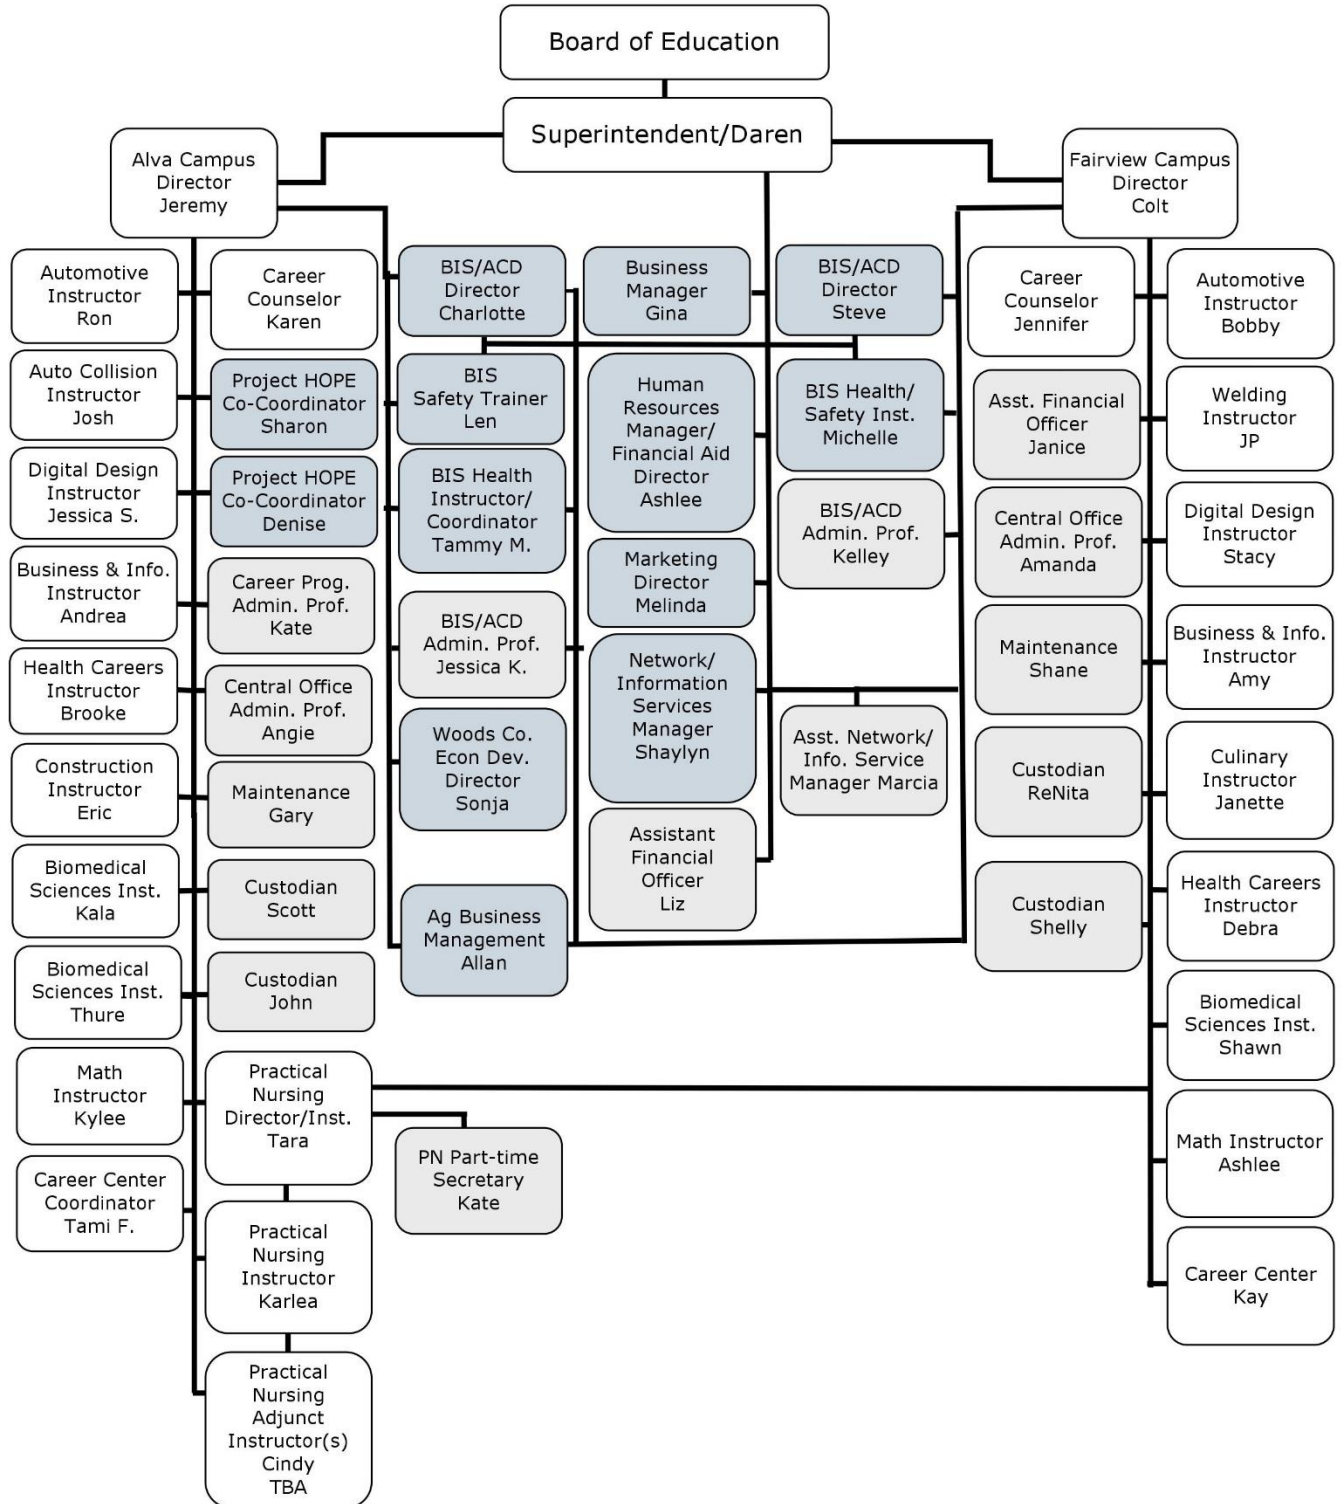 Board of Education
Superintendent/Daren
Alva Campus
Director
Jeremy
Fairview Campus
Director
Colt
Automotive
Instructor
Ron
Auto Collision
Instructor
Josh
Digital Design
Instructor
Jessica S.
Business & Info.
Instructor
Andrea
Health Careers
Instructor
Brooke
Construction
Instructor
Eric
Biomedical
Sciences Inst.
Kala
Biomedical
Sciences Inst.
Thure
Math
Instructor
Kylee
Career Center
Coordinator
Tami F.
Career
Counselor
Karen
Project HOPE
Co-Coordinator
Sharon
Project HOPE
Co-Coordinator
Denise
Career Prog.
Admin. Prof.
Kate
Central Office
Admin. Prof.
Angie
Maintenance
Gary
Custodian
Scott
Custodian
John
Practical
Nursing
Director/Inst.
Tara
Practical
Nursing
Instructor
Karlea
Practical
Nursing
Adjunct
Instructor(s)
Cindy
TBA
BIS/ACD
Director
Charlotte
BIS
Safety Trainer
Len
BIS Health
Instructor/
Coordinator
Tammy M.
BIS/ACD
Admin. Prof.
Jessica K.
Woods Co.
Econ Dev.
Director
Sonja
Ag Business
Management
Allan
PN Part-time
Secretary
Kate
Business
Manager
Gina
Human
Resources
Manager/
Financial Aid
Director
Ashlee
Marketing
Director
Melinda
Network/
Information
Services
Manager
Shaylyn
Assistant
Financial
Officer
Liz
BIS/ACD
Director
Steve
BIS Health/
Safety Inst.
Michelle
BIS/ACD
Admin. Prof.
Kelley
Asst. Network/
Info. Service
Manager Marcia
Career
Counselor
Jennifer
Asst. Financial
Officer
Janice
Central Office
Admin. Prof.
Amanda
Maintenance
Shane
Custodian
ReNita
Custodian
Shelly
Automotive
Instructor
Bobby
Welding
Instructor
JP
Digital Design
Instructor
Stacy
Business & Info.
Instructor
Amy
Culinary
Instructor
Janette
Health Careers
Instructor
Debra
Biomedical
Sciences Inst.
Shawn
Math Instructor
Ashlee
Career Center
Kay